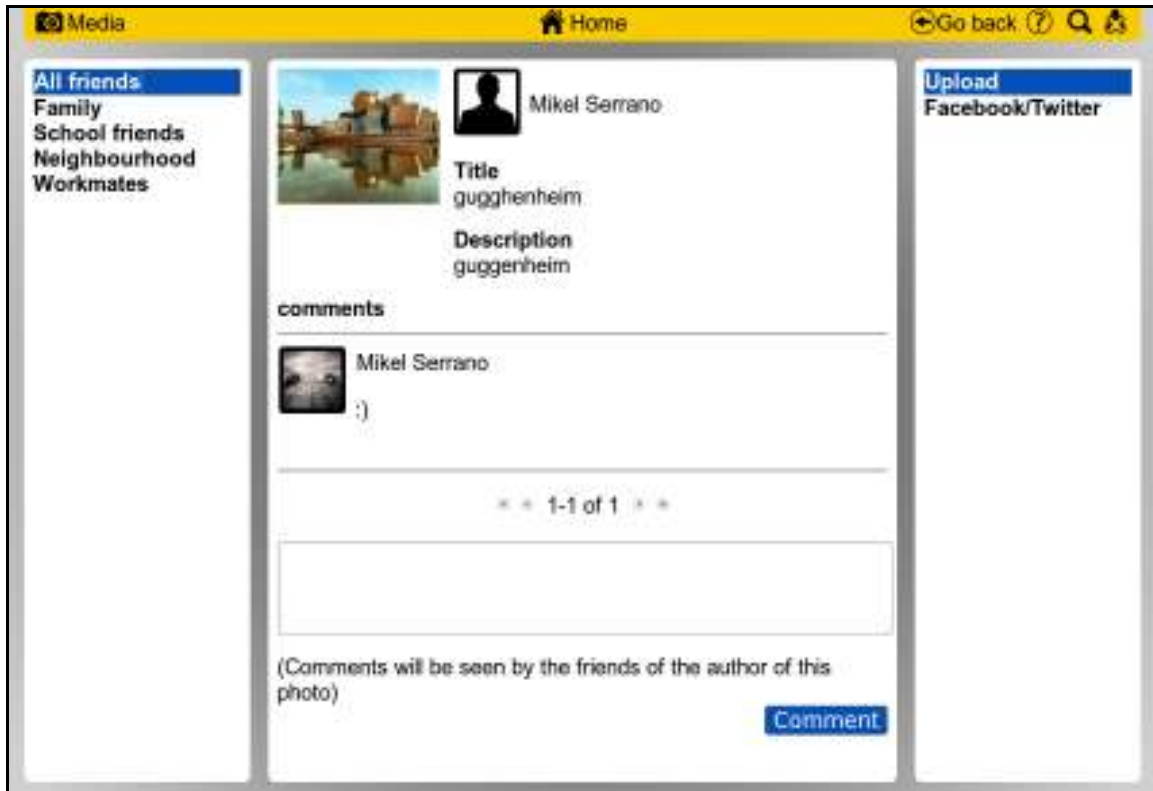 Media
Home
Go back ?
All friends
Family
School friends
Neighbourhood
Workmates
Mikel Serrano
Title
gugghenheim
Description
guggenheim
comments
Mikel Serrano
:)
1-1 of 1
(Comments will be seen by the friends of the author of this
photo)
Comment
Upload
Facebook/Twitter